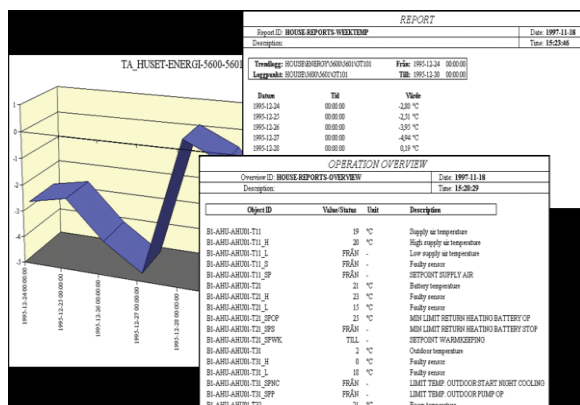 REPORT
Report ID: HOUSE-REPORTS-WEEKTEMP Date: 1997-11-18
Description: Time: 15:23:46
Trendlogg: HOUSE\ENERGY\5600\5601\GT101 Från: 1995-12-24 00:00:00
Loggpunkt: HOUSE\5600\5601\GT101 Till: 1995-12-30 00:00:00
Datum Tid Värde
1995-12-24 00:00:00 -2,80 °C
1995-12-25 00:00:00 -2,51 °C
1995-12-26 00:00:00 -3,95 °C
1995-12-27 00:00:00 -4,94 °C
1995-12-28 00:00:00 0,19 °C
TA_HUSET-ENERGI-5600-5601
1
0
-1
-2
-3
-4
-5
1995-12-24 00:00:00
1995-12-25 00:00:00
1995-12-26 00:00:00
1995-12-27 00:00:00
1995-12-28 00:00:00
OPERATION OVERVIEW
Overview ID: HOUSE-REPORTS-OVERVIEW Date: 1997-11-18
Description: Time: 15:20:29
Object ID Value/Status Unit Description
B1-AHU-AHU01-T11 19 °C Supply air temperature
B1-AHU-AHU01-T11_H 20 °C High supply air temperature
B1-AHU-AHU01-T11_L FRÅN - Low supply air temperature
B1-AHU-AHU01-T11_S FRÅN - Faulty sensor
B1-AHU-AHU01-T11_SP FRÅN - SETPOINT SUPPLY AIR
B1-AHU-AHU01-T21 21 °C Battery temperature
B1-AHU-AHU01-T21_H 23 °C Faulty sensor
B1-AHU-AHU01-T21_L 15 °C Faulty sensor
B1-AHU-AHU01-T21_SPOP 25 °C MIN LIMIT RETURN HEATING BATTERY OP
B1-AHU-AHU01-T21_SPS FRÅN - MIN LIMIT RETURN HEATING BATTERY STOP
B1-AHU-AHU01-T21_SPWK TILL - SETPOINT WARMKEEPING
B1-AHU-AHU01-T31 2 °C Outdoor temperature
B1-AHU-AHU01-T31_H 0 °C Faulty sensor
B1-AHU-AHU01-T31_L 18 °C Faulty sensor
B1-AHU-AHU01-T31_SPNC FRÅN - LIMIT TEMP. OUTDOOR START NIGHT COOLING
B1-AHU-AHU01-T31_SPP FRÅN - LIMIT TEMP. OUTDOOR PUMP OP